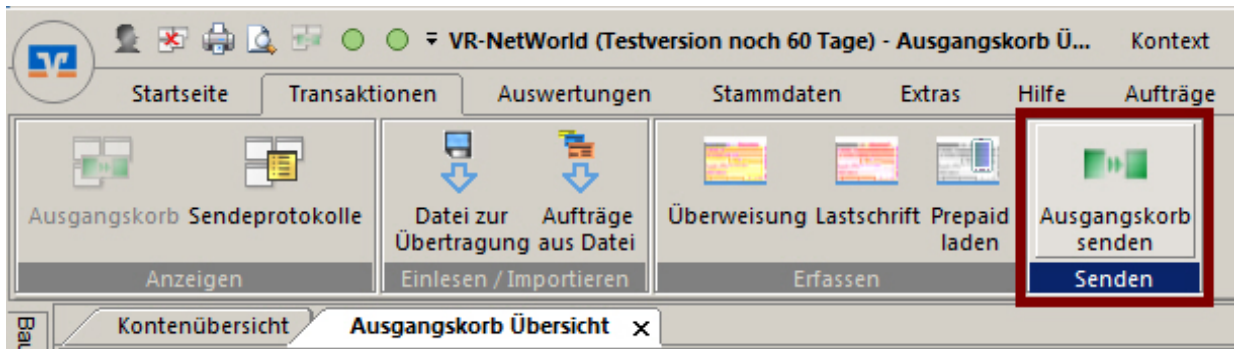 VR-NetWorld (Testversion noch 60 Tage) - Ausgangskorb Ü... Kontext
Startseite Transaktionen Auswertungen Stammdaten Extras Hilfe Aufträge
Ausgangskorb Sendeprotokolle Datei zur Aufträge Überweisung Lastschrift Prepaid Ausgangskorb
Übertragung aus Datei laden senden
Anzeigen Einlesen / Importieren Erfassen Senden
Kontenübersicht Ausgangskorb Übersicht x
Bau